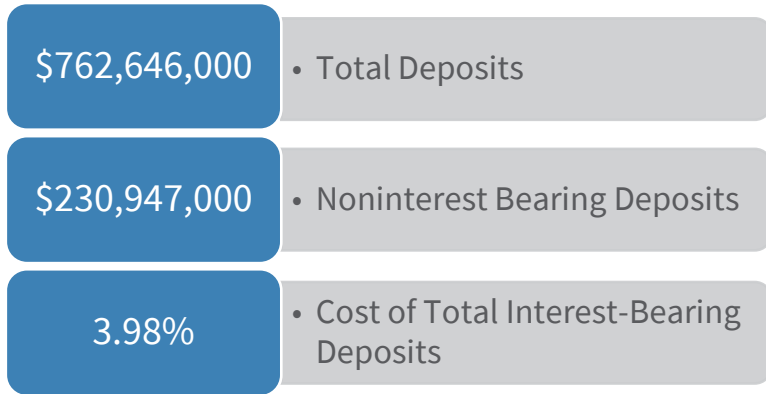 $762,646,000
• Total Deposits
$230,947,000
• Noninterest Bearing Deposits
3.98%
• Cost of Total Interest-Bearing
Deposits